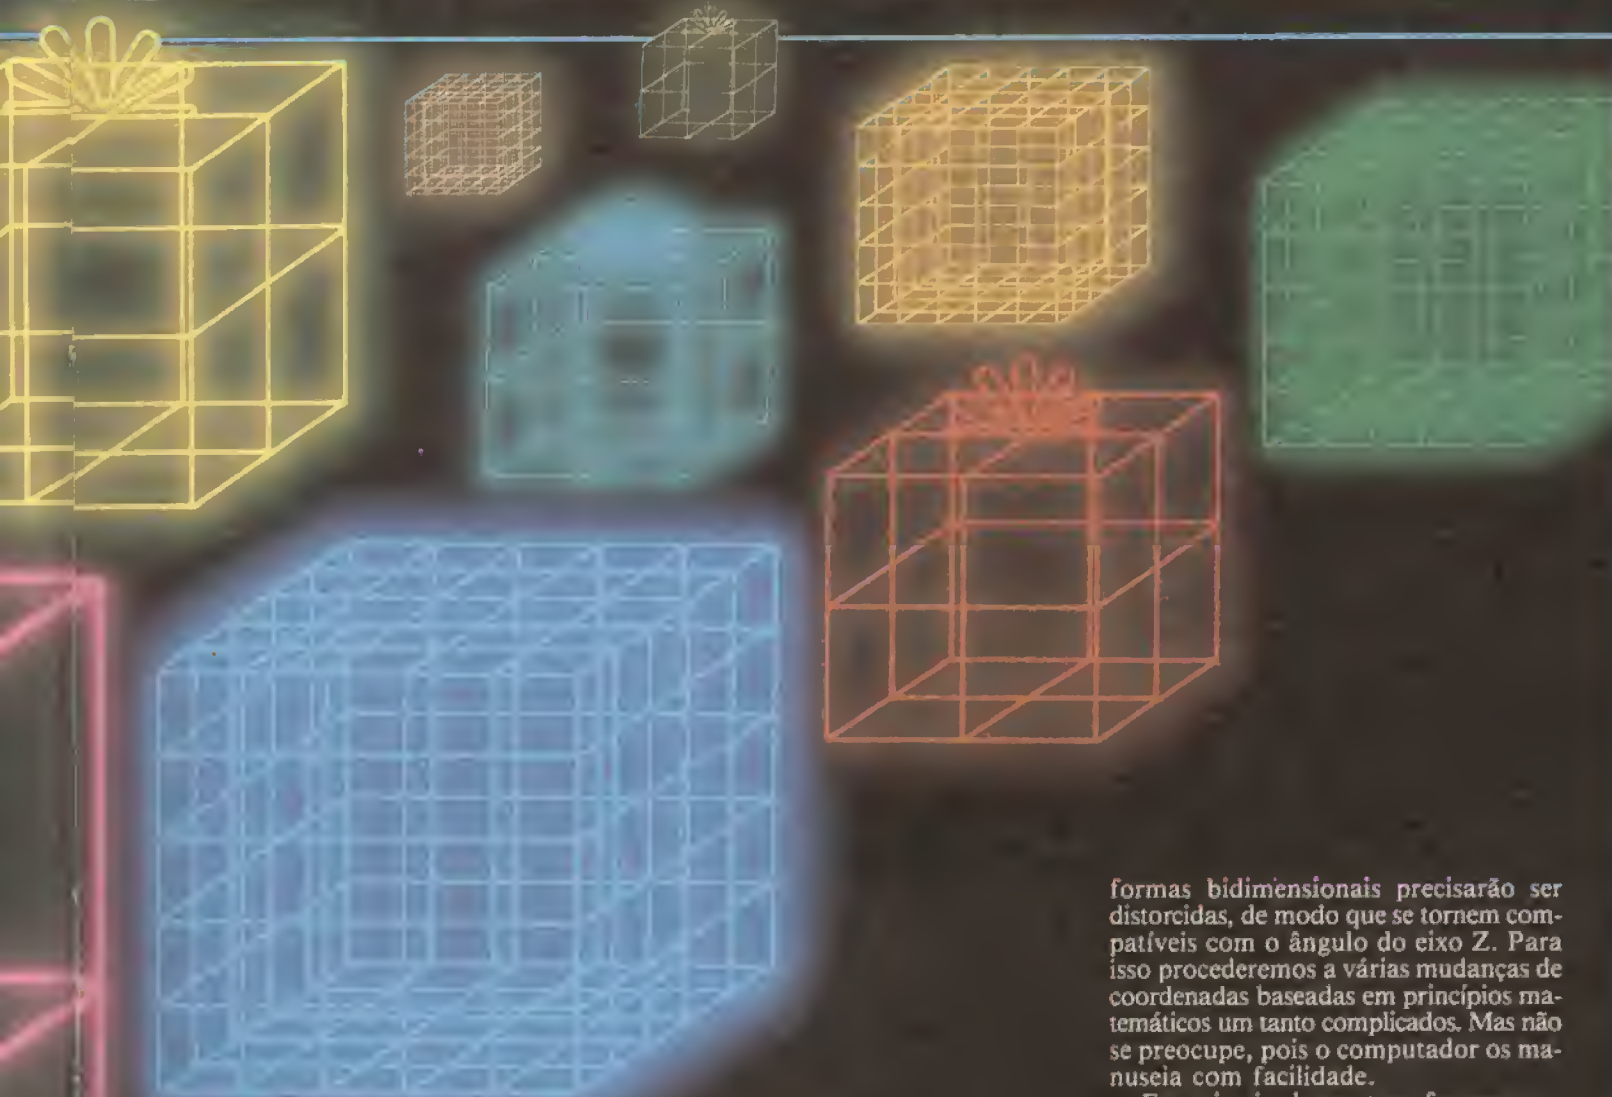 formas bidimensionais precisarão ser
distorcidas, de modo que se tornem com-
patíveis com o ângulo do eixo Z. Para
isso procederemos a várias mudanças de
coordenadas baseadas em princípios ma-
temáticos um tanto complicados. Mas não
se preocupe, pois o computador os ma-
nuseia com facilidade.